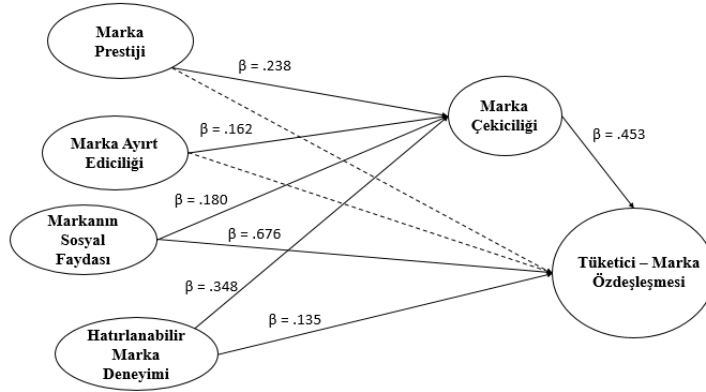 Marka
Prestiji
β = .238
Marka
Çekiciliği
β = .453
Marka Ayırt
Ediciliği
β = .162
β = .180
Markanın
Sosyal
Faydası
β = .676
Tüketici – Marka
Özdeşleşmesi
β = .348
β = .135
Hatırlanabilir
Marka
Deneyimi